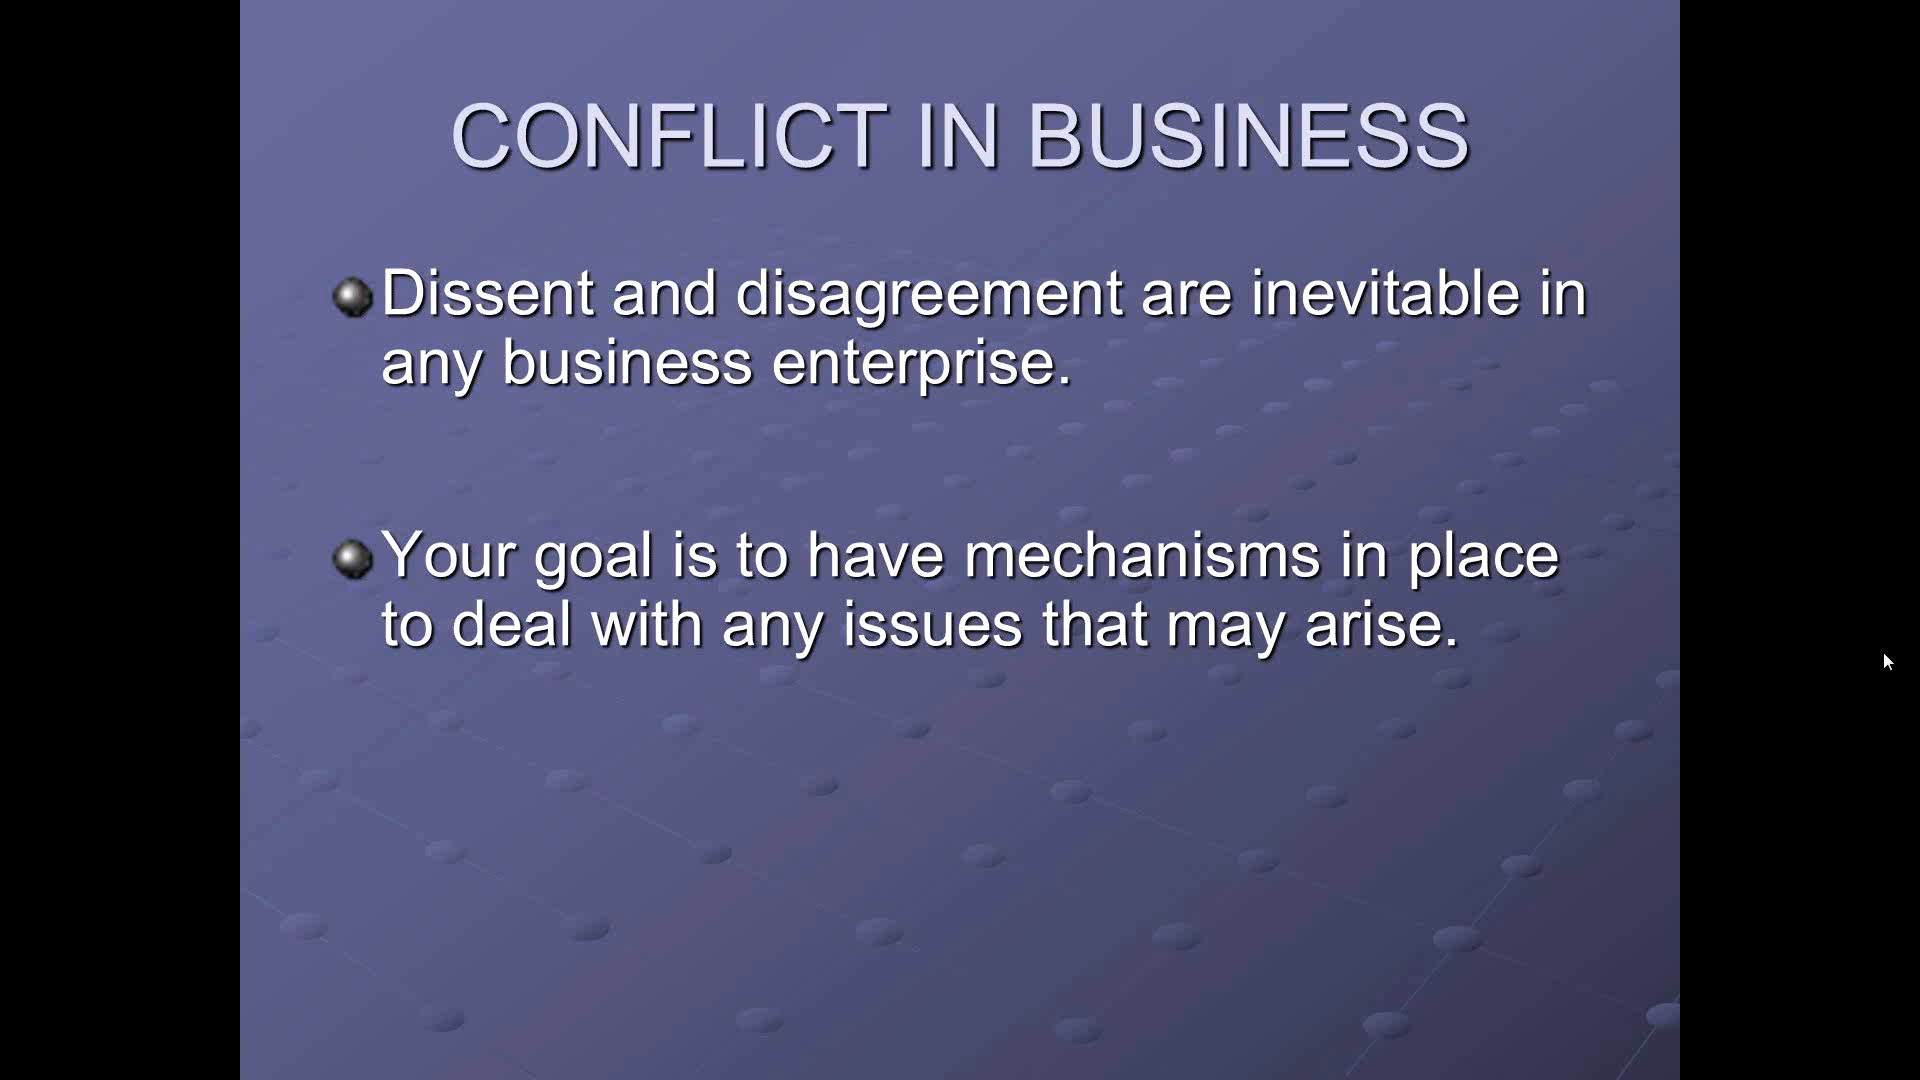 CONFLICT IN BUSINESS
Dissent and disagreement are inevitable in
any business enterprise.
Your goal is to have mechanisms in place
to deal with any issues that may arise.